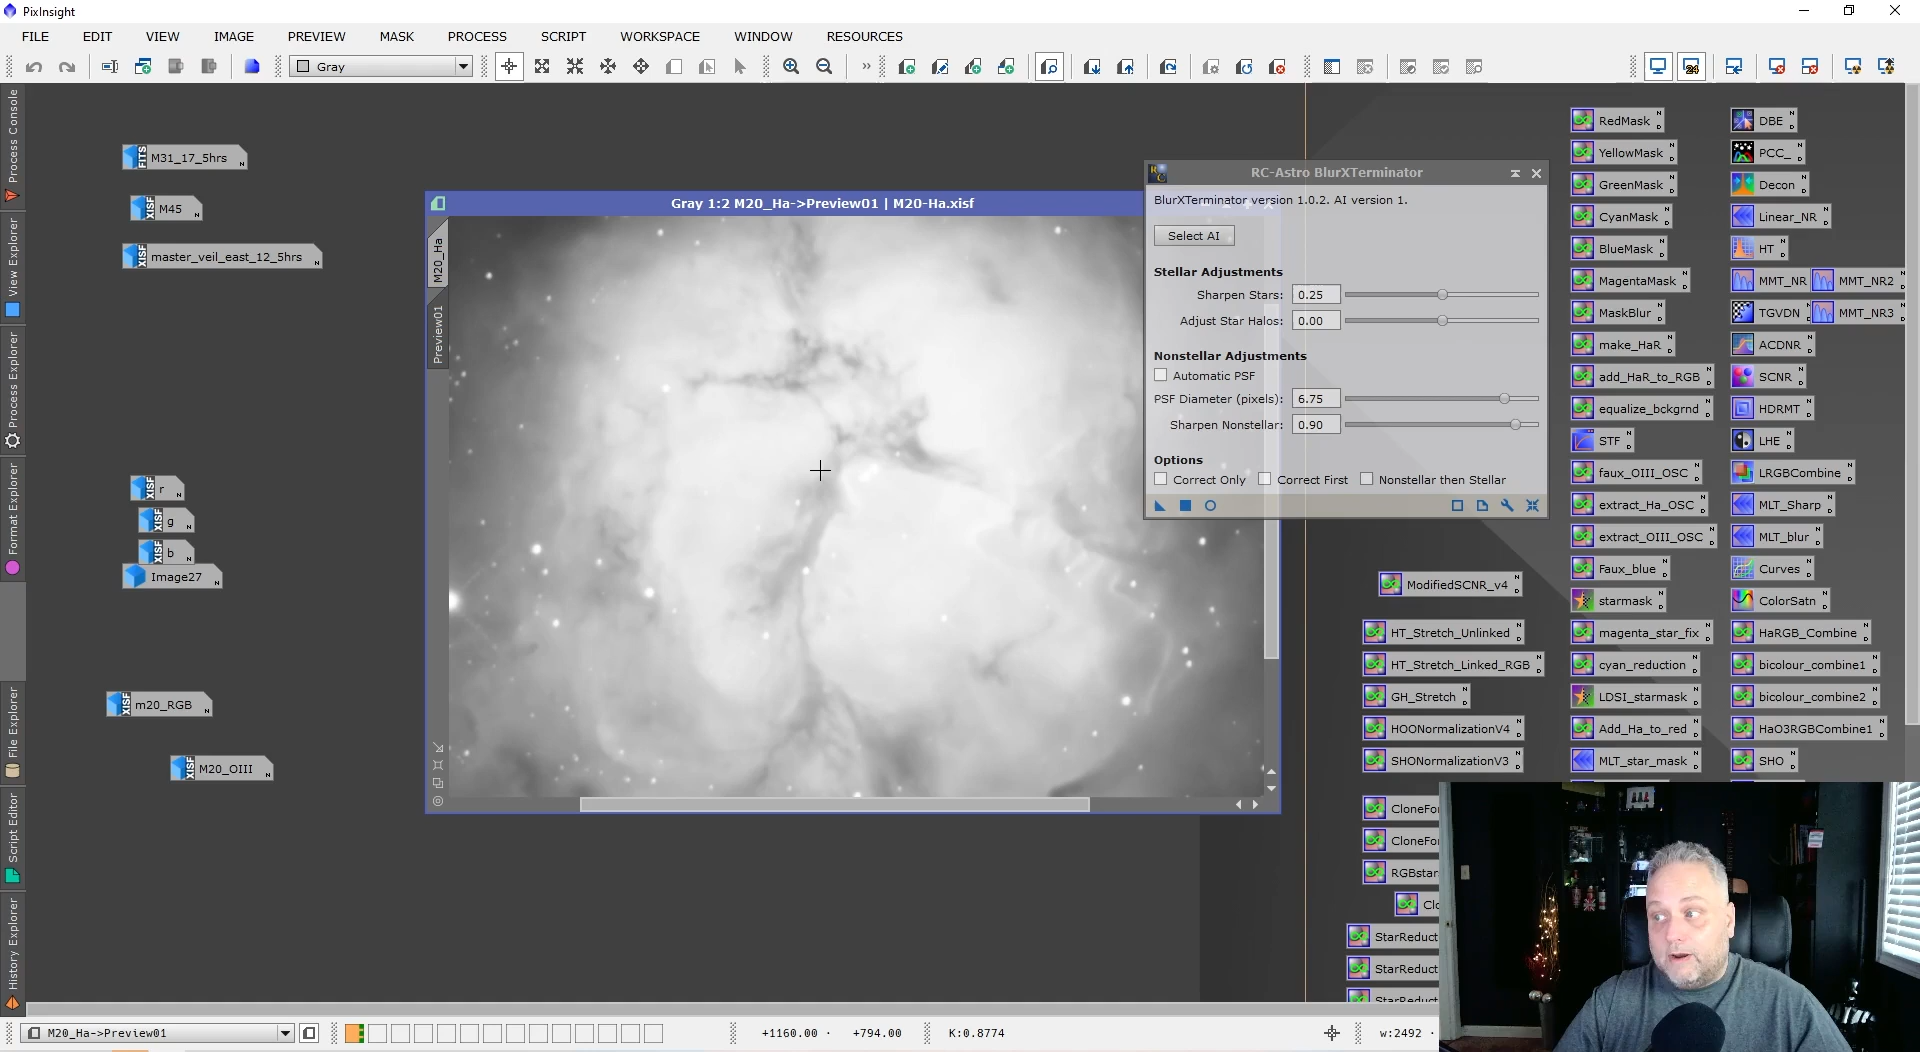 PixInsight
FILE EDIT VIEW IMAGE PREVIEW MASK PROCESS SCRIPT WORKSPACE WINDOW RESOURCES
Gray
24
Process Console
View Explorer
Process Explorer
Format Explorer
File Explorer
Script Editor
History Explorer
M31_17_5hrs
M45
master_veil_east_12_5hrs
r
g
b
Image27
m20_RGB
M20_OIII
Gray 1:2 M20_Ha->Preview01 | M20-Ha.xisf
M20_Ha
Preview01
RC-Astro BlurXTerminator
BlurXTerminator version 1.0.2. AI version 1.
Select AI
Stellar Adjustments
Sharpen Stars: 0.25
Adjust Star Halos: 0.00
Nonstellar Adjustments
Automatic PSF
PSF Diameter (pixels): 6.75
Sharpen Nonstellar: 0.90
Options
Correct Only Correct First Nonstellar then Stellar
ModifiedSCNR_v4
HT_Stretch_Unlinked
HT_Stretch_Linked_RGB
GH_Stretch
HOONormalizationV4
SHONormalizationV3
CloneFo
CloneFo
RGBstar
Clo
StarReduct
StarReduct
StarReduct
RedMask
YellowMask
GreenMask
CyanMask
BlueMask
MagentaMask
MaskBlur
make_HaR
add_HaR_to_RGB
equalize_bckgrnd
STF
faux_OIII_OSC
extract_Ha_OSC
extract_OIII_OSC
Faux_blue
starmask
magenta_star_fix
cyan_reduction
LDSI_starmask
Add_Ha_to_red
MLT_star_mask
DBE
PCC_
Decon
Linear_NR
HT
MMT_NR MMT_NR2
TGVDN MMT_NR3
ACDNR
SCNR
HDRMT
LHE
LRGBCombine
MLT_Sharp
MLT_blur
Curves
ColorSatn
HaRGB_Combine
bicolour_combine1
bicolour_combine2
HaO3RGBCombine1
SHO
M20_Ha->Preview01
+1160.00 · +794.00 K:0.8774
w:2492 ·